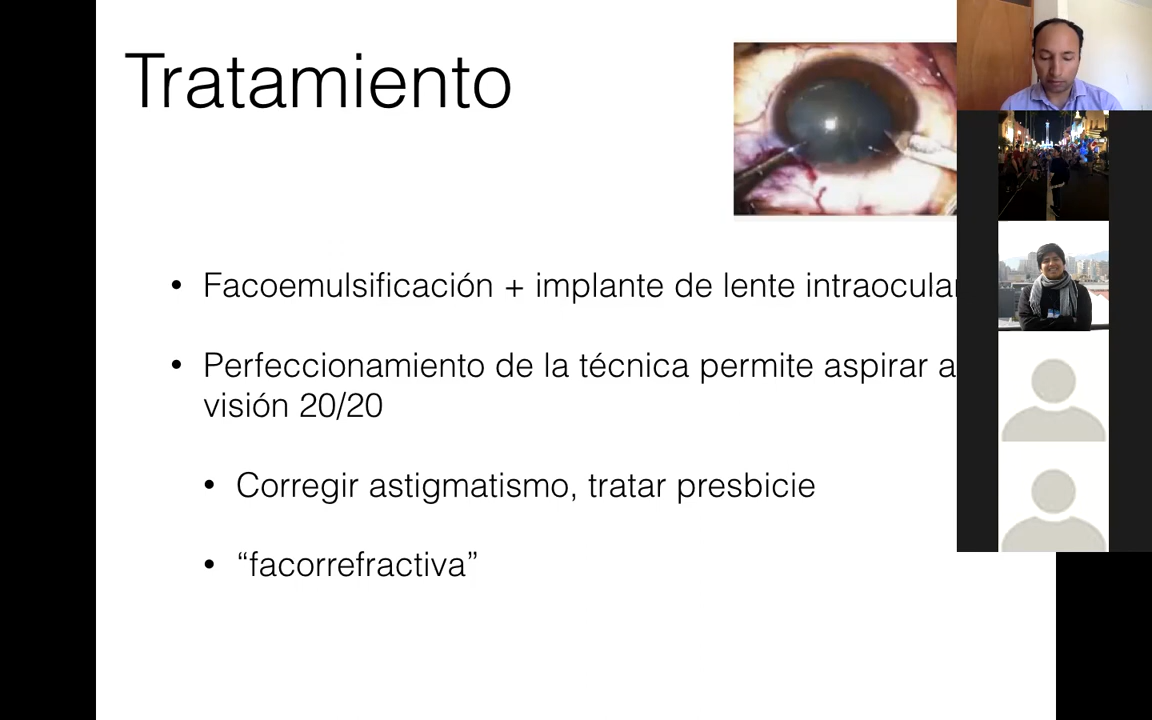 Tratamiento
• Facoemulsificación + implante de lente intraocular
• Perfeccionamiento de la técnica permite aspirar a
visión 20/20
• Corregir astigmatismo, tratar presbicie
• “facorrefractiva”